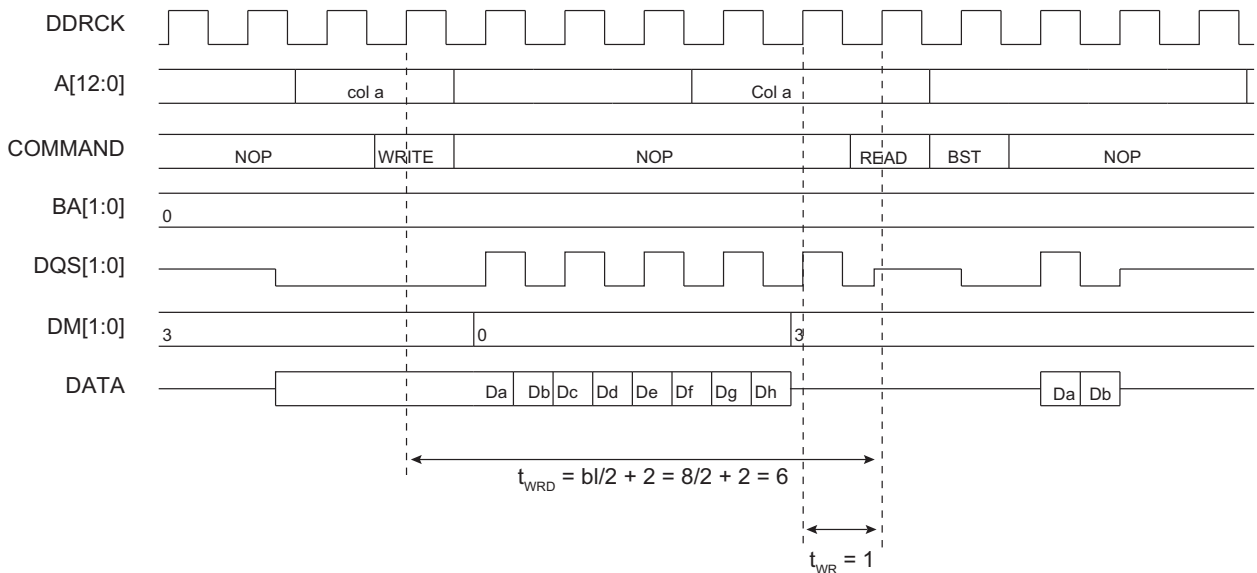 DDRCK
A[12:0] col a Col a
COMMAND NOP WRITE NOP READ BST NOP
BA[1:0] 0
DQS[1:0]
DM[1:0] 3 0 3
DATA Da Db Dc Dd De Df Dg Dh Da Db
tWRD = bl/2 + 2 = 8/2 + 2 = 6
tWR = 1